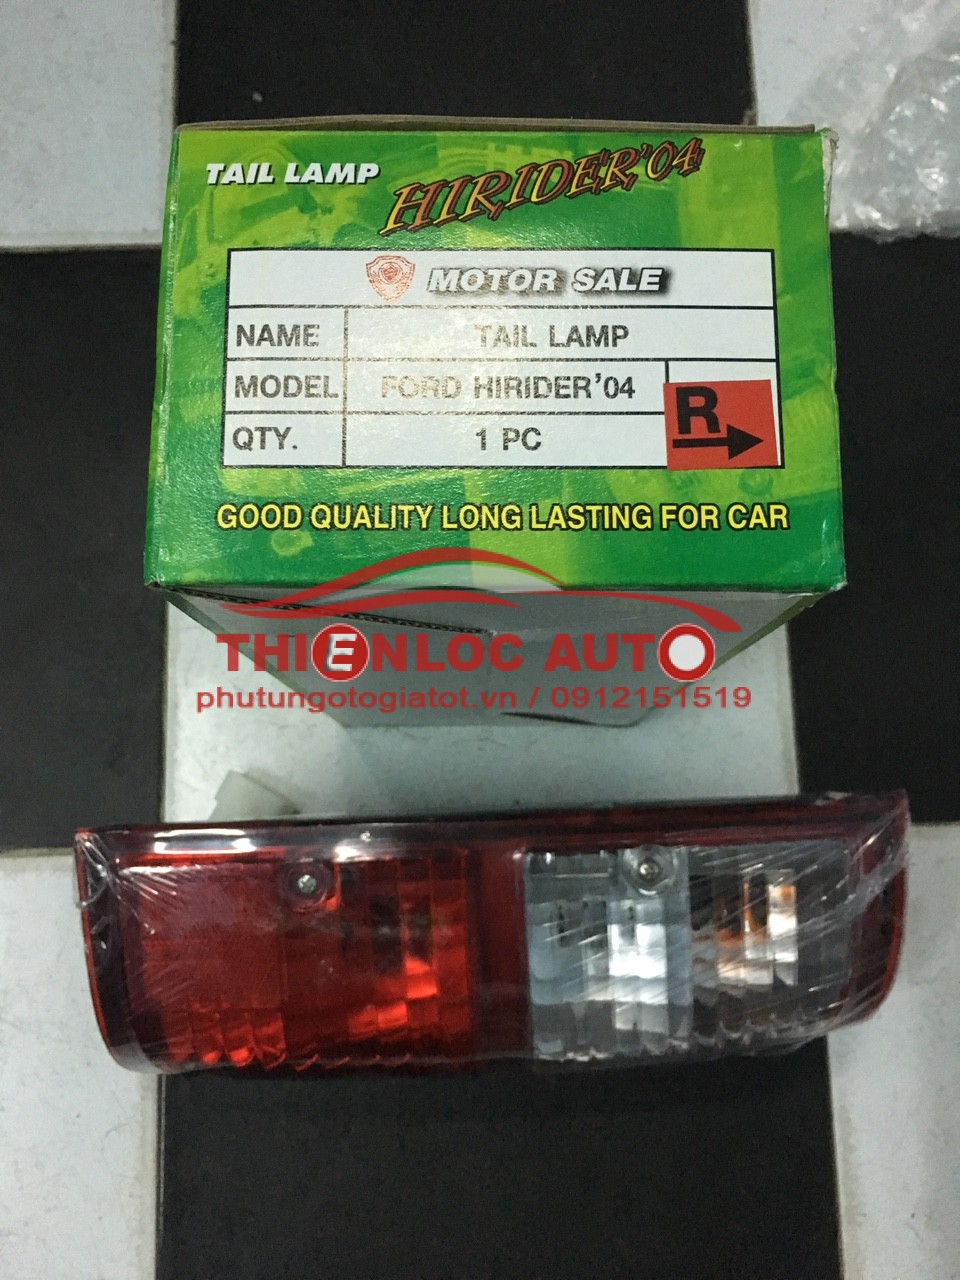 TAIL LAMP
HIRIDER'04
MOTOR SALE
NAME TAIL LAMP
MODEL FORD HIRIDER'04
QTY. 1 PC
R
GOOD QUALITY LONG LASTING FOR CAR
THIENLOC AUTO
phutungotogiatot.vn / 0912151519